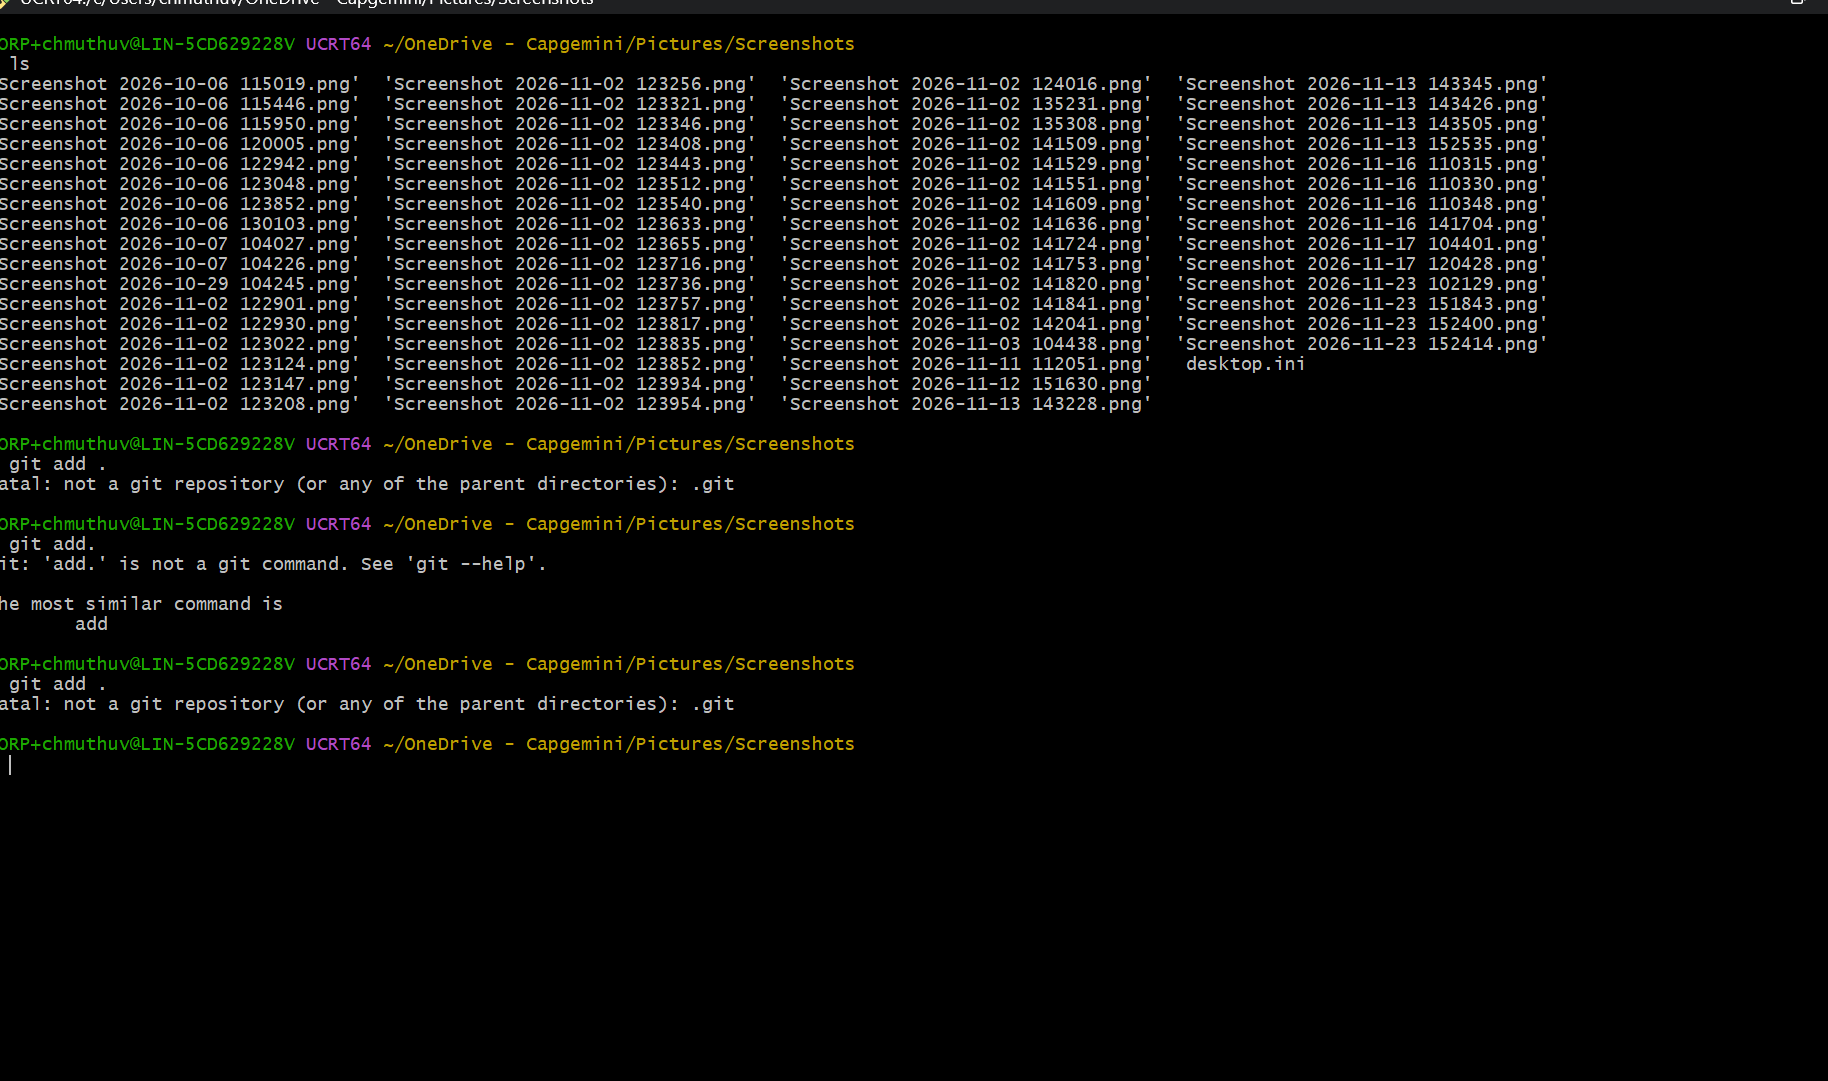 UCRT64:/c/Users/chmuthuv/OneDrive - Capgemini/Pictures/Screenshots
ORP+chmuthuv@LIN-5CD629228V UCRT64 ~/OneDrive - Capgemini/Pictures/Screenshots
ls
Screenshot 2026-10-06 115019.png' 'Screenshot 2026-11-02 123256.png' 'Screenshot 2026-11-02 124016.png' 'Screenshot 2026-11-13 143345.png'
Screenshot 2026-10-06 115446.png' 'Screenshot 2026-11-02 123321.png' 'Screenshot 2026-11-02 135231.png' 'Screenshot 2026-11-13 143426.png'
Screenshot 2026-10-06 115950.png' 'Screenshot 2026-11-02 123346.png' 'Screenshot 2026-11-02 135308.png' 'Screenshot 2026-11-13 143505.png'
Screenshot 2026-10-06 120005.png' 'Screenshot 2026-11-02 123408.png' 'Screenshot 2026-11-02 141509.png' 'Screenshot 2026-11-13 152535.png'
Screenshot 2026-10-06 122942.png' 'Screenshot 2026-11-02 123443.png' 'Screenshot 2026-11-02 141529.png' 'Screenshot 2026-11-16 110315.png'
Screenshot 2026-10-06 123048.png' 'Screenshot 2026-11-02 123512.png' 'Screenshot 2026-11-02 141551.png' 'Screenshot 2026-11-16 110330.png'
Screenshot 2026-10-06 123852.png' 'Screenshot 2026-11-02 123540.png' 'Screenshot 2026-11-02 141609.png' 'Screenshot 2026-11-16 110348.png'
Screenshot 2026-10-06 130103.png' 'Screenshot 2026-11-02 123633.png' 'Screenshot 2026-11-02 141636.png' 'Screenshot 2026-11-16 141704.png'
Screenshot 2026-10-07 104027.png' 'Screenshot 2026-11-02 123655.png' 'Screenshot 2026-11-02 141724.png' 'Screenshot 2026-11-17 104401.png'
Screenshot 2026-10-07 104226.png' 'Screenshot 2026-11-02 123716.png' 'Screenshot 2026-11-02 141753.png' 'Screenshot 2026-11-17 120428.png'
Screenshot 2026-10-29 104245.png' 'Screenshot 2026-11-02 123736.png' 'Screenshot 2026-11-02 141820.png' 'Screenshot 2026-11-23 102129.png'
Screenshot 2026-11-02 122901.png' 'Screenshot 2026-11-02 123757.png' 'Screenshot 2026-11-02 141841.png' 'Screenshot 2026-11-23 151843.png'
Screenshot 2026-11-02 122930.png' 'Screenshot 2026-11-02 123817.png' 'Screenshot 2026-11-02 142041.png' 'Screenshot 2026-11-23 152400.png'
Screenshot 2026-11-02 123022.png' 'Screenshot 2026-11-02 123835.png' 'Screenshot 2026-11-03 104438.png' 'Screenshot 2026-11-23 152414.png'
Screenshot 2026-11-02 123124.png' 'Screenshot 2026-11-02 123852.png' 'Screenshot 2026-11-11 112051.png' desktop.ini
Screenshot 2026-11-02 123147.png' 'Screenshot 2026-11-02 123934.png' 'Screenshot 2026-11-12 151630.png'
Screenshot 2026-11-02 123208.png' 'Screenshot 2026-11-02 123954.png' 'Screenshot 2026-11-13 143228.png'
ORP+chmuthuv@LIN-5CD629228V UCRT64 ~/OneDrive - Capgemini/Pictures/Screenshots
git add .
atal: not a git repository (or any of the parent directories): .git
ORP+chmuthuv@LIN-5CD629228V UCRT64 ~/OneDrive - Capgemini/Pictures/Screenshots
git add.
it: 'add.' is not a git command. See 'git --help'.
he most similar command is
add
ORP+chmuthuv@LIN-5CD629228V UCRT64 ~/OneDrive - Capgemini/Pictures/Screenshots
git add .
atal: not a git repository (or any of the parent directories): .git
ORP+chmuthuv@LIN-5CD629228V UCRT64 ~/OneDrive - Capgemini/Pictures/Screenshots